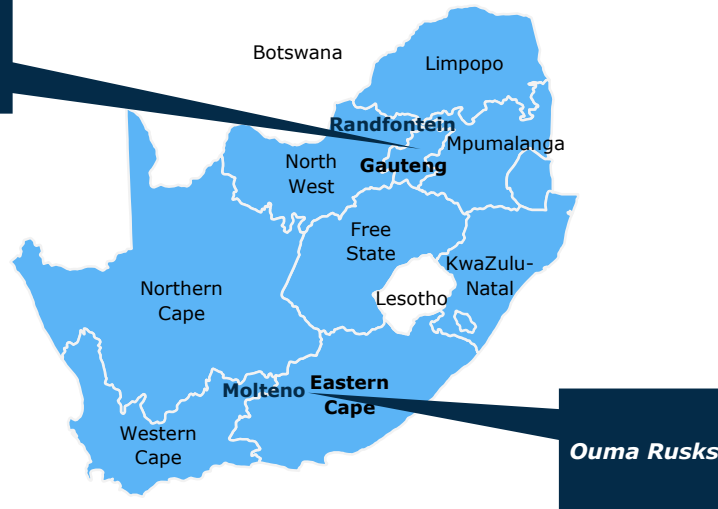 Botswana
Limpopo
Randfontein
Mpumalanga
North
West
Gauteng
Free
State
KwaZulu-
Natal
Lesotho
Northern
Cape
Molteno
Eastern
Cape
Western
Cape
Ouma Rusks